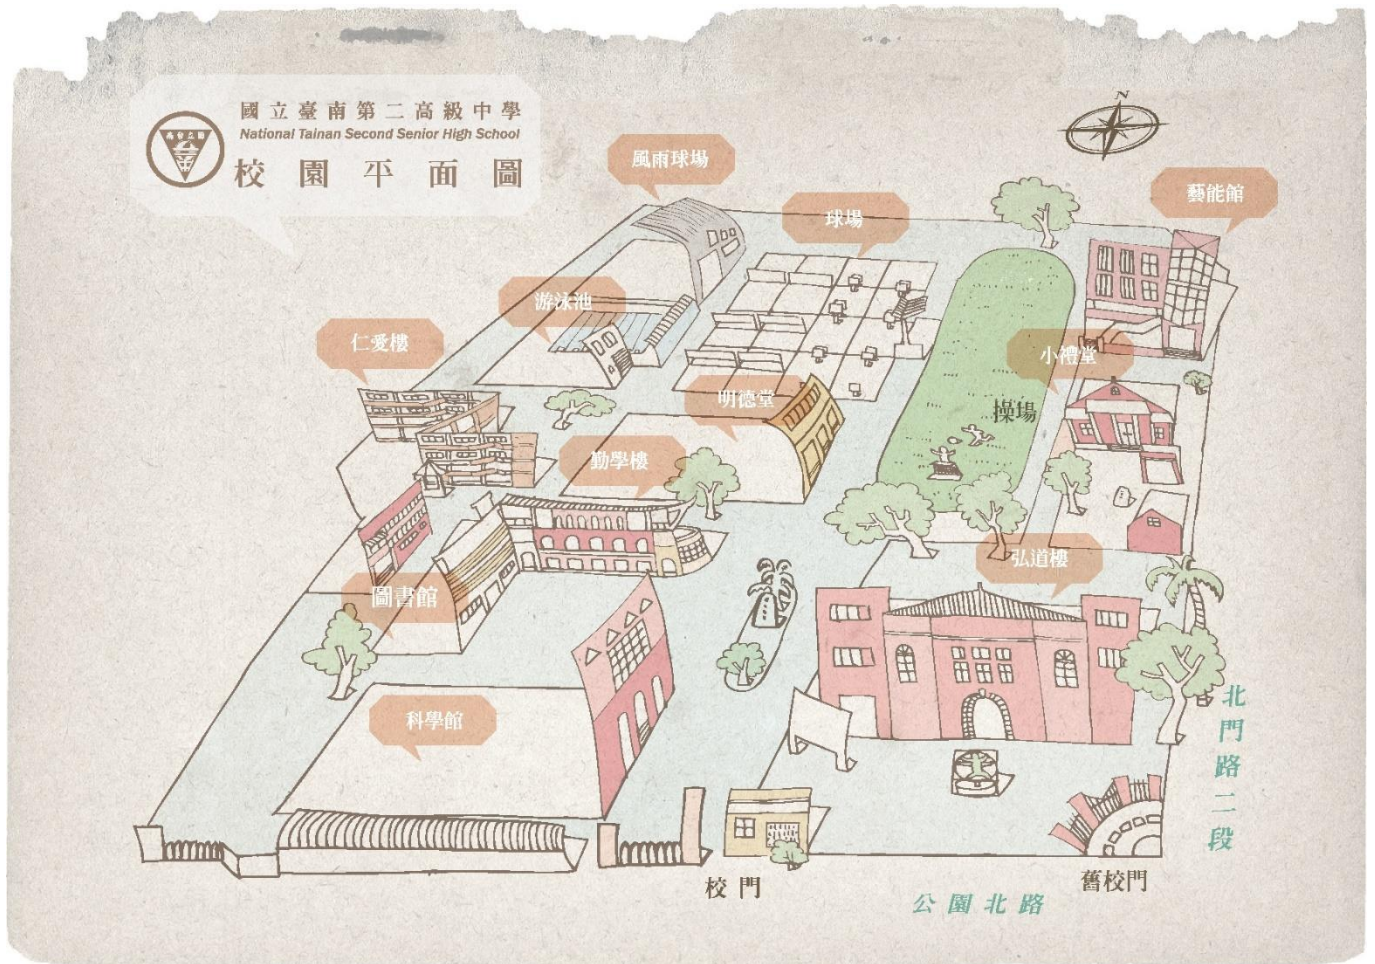 國立臺南第二高級中學
National Tainan Second Senior High School
校園平面圖
N
風雨球場
球場
藝能館
游泳池
仁愛樓
小禮堂
明德堂
操場
勤學樓
弘道樓
圖書館
科學館
北門路二段
校門
舊校門
公園北路